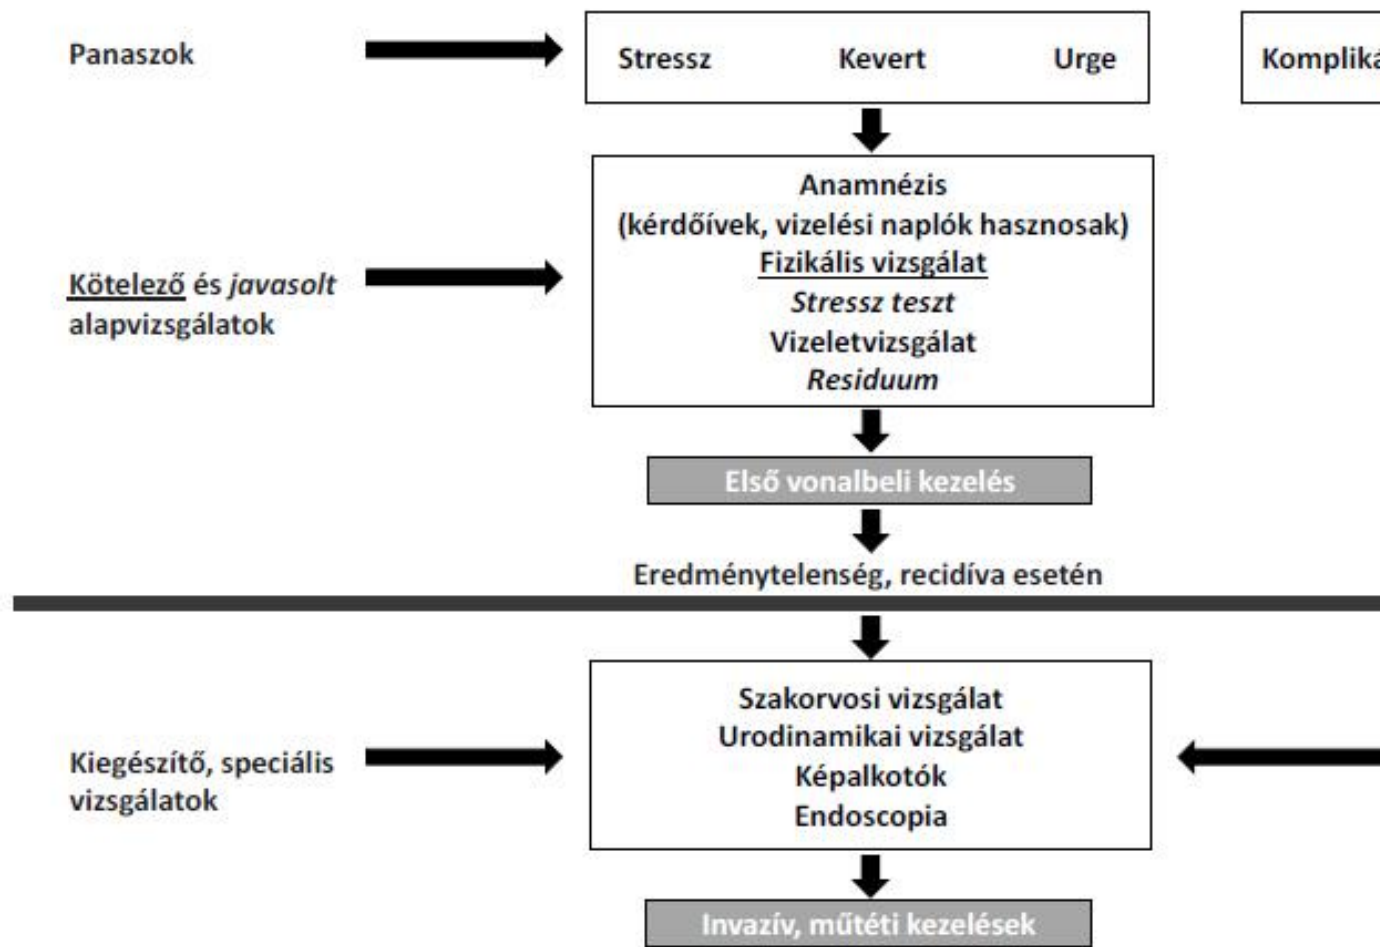 Panaszok
Stressz Kevert Urge
Anamnézis
(kérdőívek, vizelési naplók hasznosak)
Fizikális vizsgálat
Stressz teszt
Vizeletvizsgálat
Residuum
Kötelező és javasolt
alapvizsgálatok
Első vonalbeli kezelés
Eredménytelenség, recidíva esetén
Kiegészítő, speciális
vizsgálatok
Szakorvosi vizsgálat
Urodinamikai vizsgálat
Képalkotók
Endoscopia
Invazív, műtéti kezelések